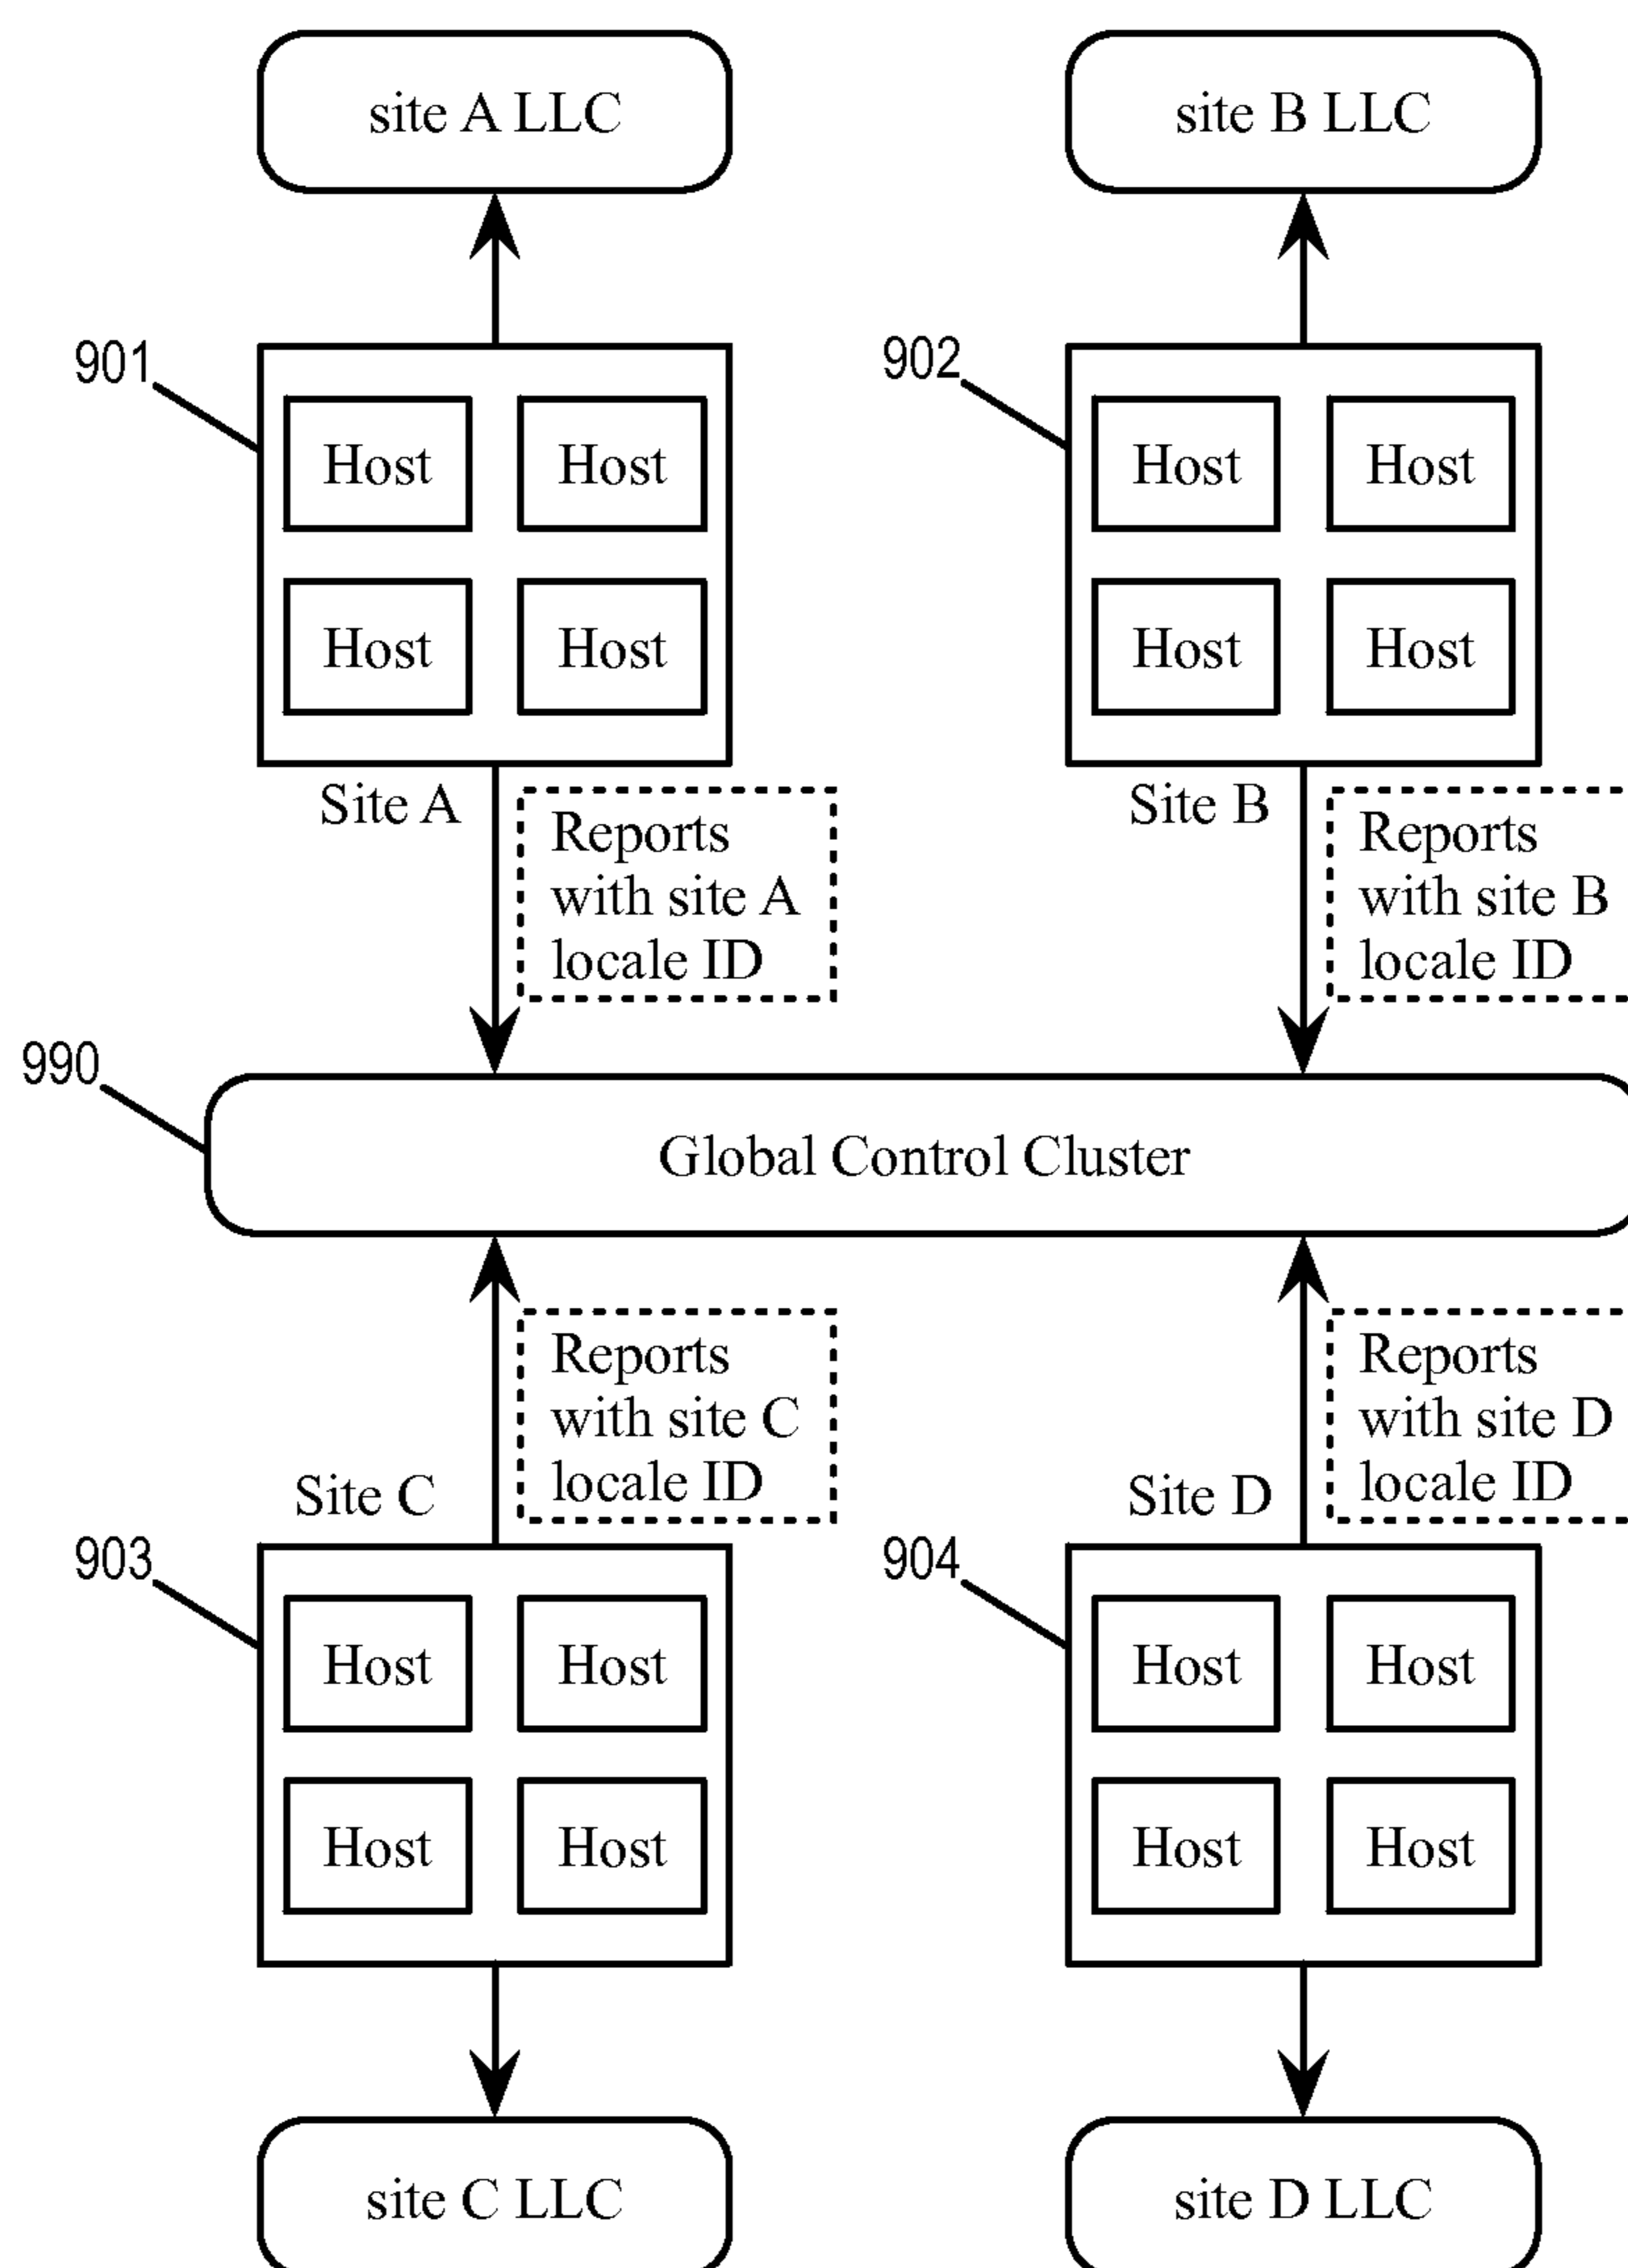 site A LLC
site B LLC
901
902
Host
Host
Host
Host
Host
Host
Host
Host
Site A
Reports
with site A
locale ID
Site B
Reports
with site B
locale ID
990
Global Control Cluster
Reports
with site C
locale ID
Site C
Reports
with site D
locale ID
Site D
903
904
Host
Host
Host
Host
Host
Host
Host
Host
site C LLC
site D LLC